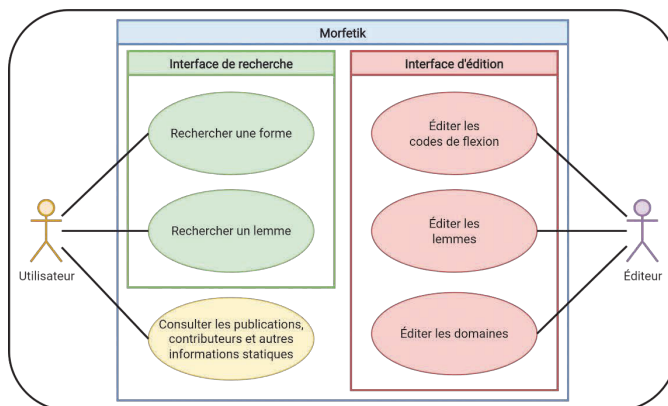 Morfetik
Interface de recherche
Interface d'édition
Rechercher une forme
Éditer les
codes de flexion
Rechercher un lemme
Éditer les
lemmes
Utilisateur
Éditeur
Consulter les publications,
contributeurs et autres
informations statiques
Éditer les domaines